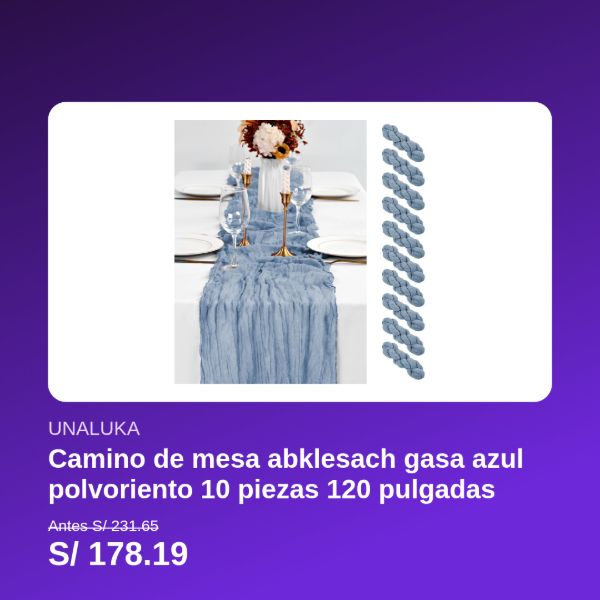 UNALUKA
Camino de mesa abklesach gasa azul
polvoriento 10 piezas 120 pulgadas
Antes S/ 231.65
S/ 178.19